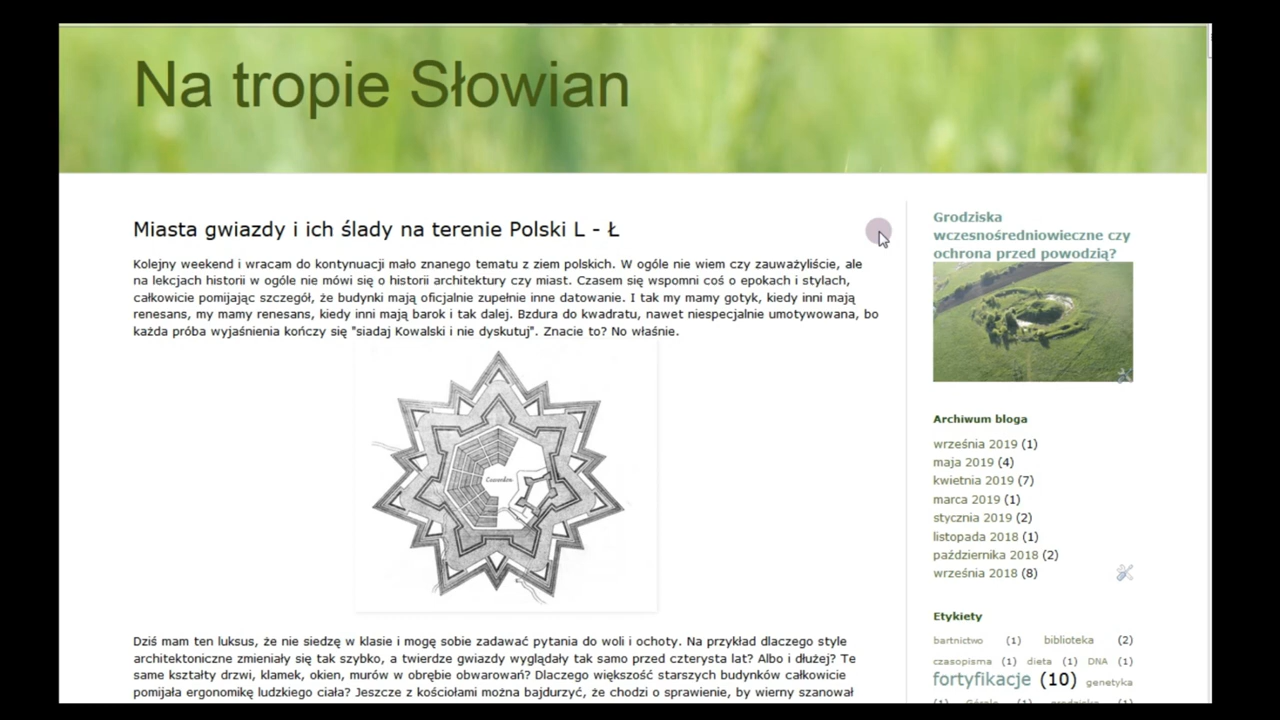 Na tropie Słowian
Miasta gwiazdy i ich ślady na terenie Polski L - Ł
Kolejny weekend i wracam do kontynuacji mało znanego tematu z ziem polskich. W ogóle nie wiem czy zauważyliście, ale
na lekcjach historii w ogóle nie mówi się o historii architektury czy miast. Czasem się wspomni coś o epokach i stylach,
całkowicie pomijając szczegół, że budynki mają oficjalnie zupełnie inne datowanie. I tak my mamy gotyk, kiedy inni mają
renesans, my mamy renesans, kiedy inni mają barok i tak dalej. Bzdura do kwadratu, nawet niespecjalnie umotywowana, bo
każda próba wyjaśnienia kończy się "siadaj Kowalski i nie dyskutuj". Znacie to? No właśnie.
Coevorden
Dziś mam ten luksus, że nie siedzę w klasie i mogę sobie zadawać pytania do woli i ochoty. Na przykład dlaczego style
architektoniczne zmieniały się tak szybko, a twierdze gwiazdy wyglądały tak samo przed czterysta lat? Albo i dłużej? Te
same kształty drzwi, klamek, okien, murów w obrębie obwarowań? Dlaczego większość starszych budynków całkowicie
pomijała ergonomikę ludzkiego ciała? Jeszcze z kościołami można bajdurzyć, że chodzi o sprawienie, by wierny szanował
Grodziska
wczesnośredniowieczne czy
ochrona przed powodzią?
Archiwum bloga
września 2019 (1)
maja 2019 (4)
kwietnia 2019 (7)
marca 2019 (1)
stycznia 2019 (2)
listopada 2018 (1)
października 2018 (2)
września 2018 (8)
Etykiety
bartnictwo (1) biblioteka (2)
czasopisma (1) dieta (1) DNA (1)
fortyfikacje (10) genetyka
(1) Górale (1) grodziska (1)